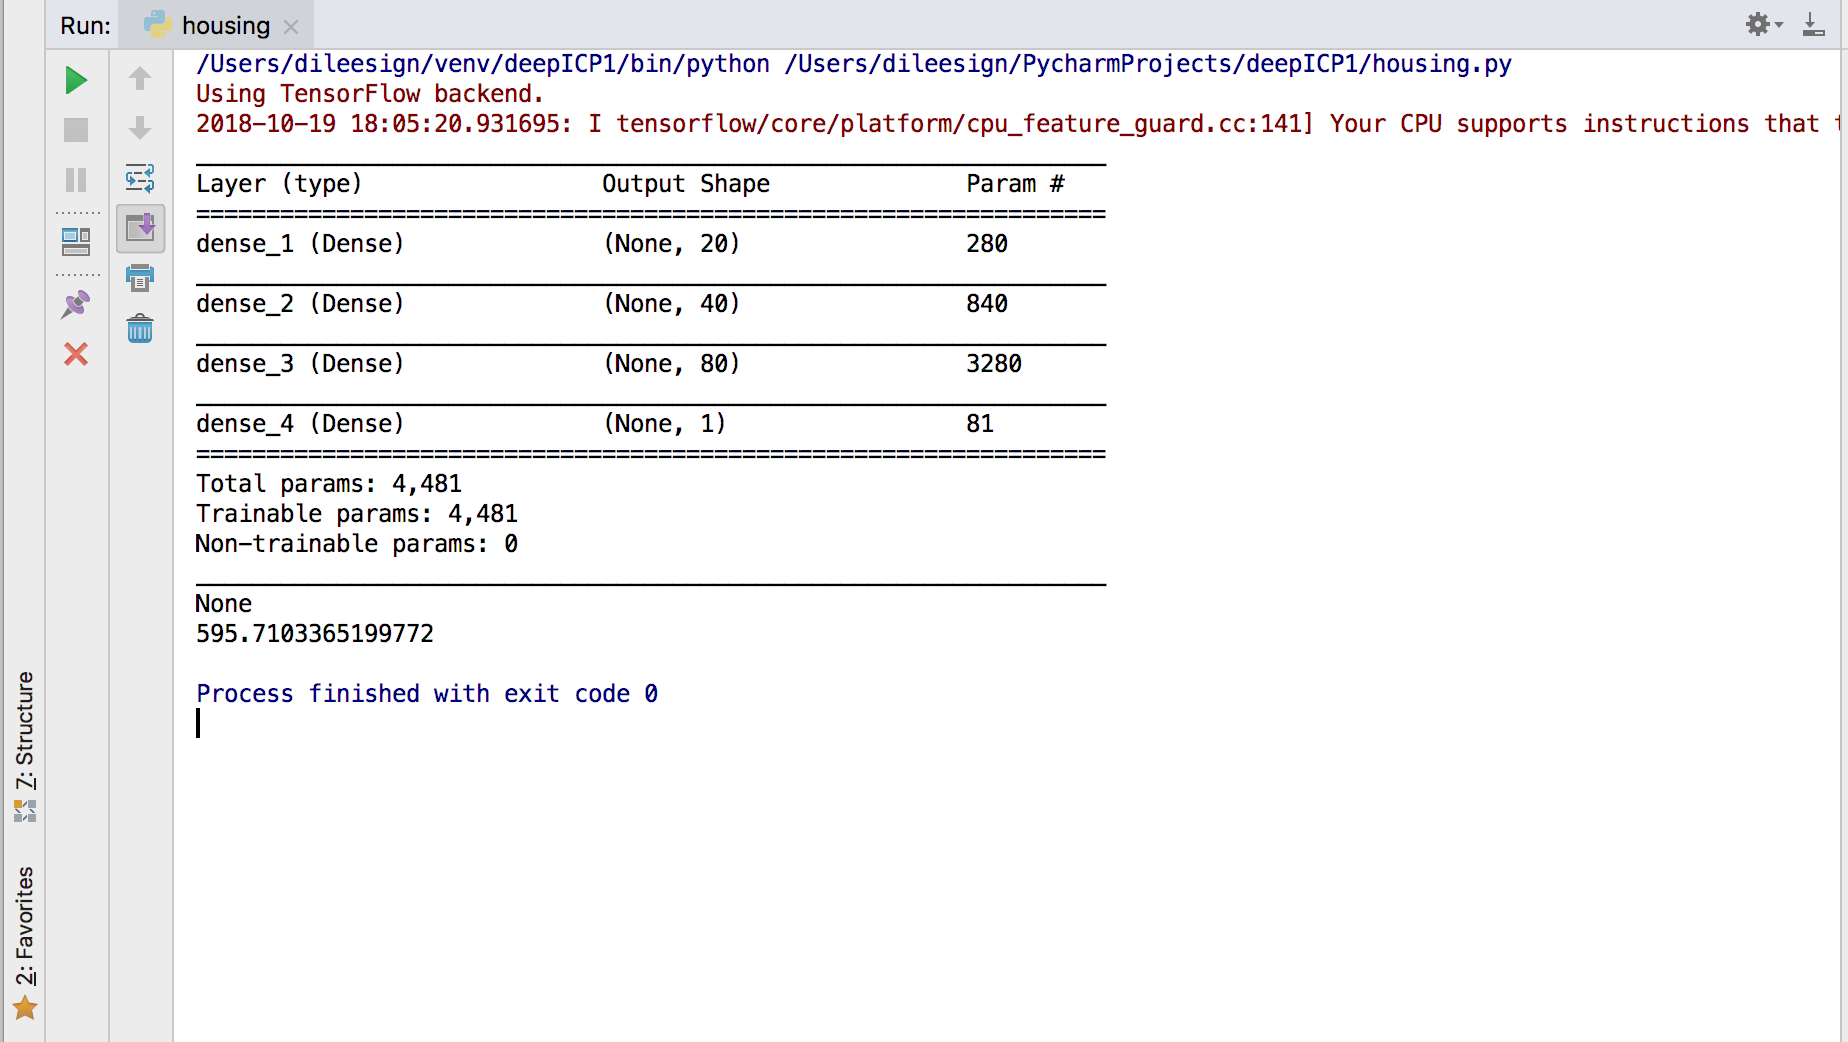 Run: housing
/Users/dileesign/venv/deepICP1/bin/python /Users/dileesign/PycharmProjects/deepICP1/housing.py
Using TensorFlow backend.
2018-10-19 18:05:20.931695: I tensorflow/core/platform/cpu_feature_guard.cc:141] Your CPU supports instructions that
_________________________________________________________________
Layer (type)                 Output Shape              Param #
=================================================================
dense_1 (Dense)              (None, 20)                280
_________________________________________________________________
dense_2 (Dense)              (None, 40)                840
_________________________________________________________________
dense_3 (Dense)              (None, 80)                3280
_________________________________________________________________
dense_4 (Dense)              (None, 1)                 81
=================================================================
Total params: 4,481
Trainable params: 4,481
Non-trainable params: 0
_________________________________________________________________
None
595.7103365199772
Process finished with exit code 0
7: Structure
2: Favorites